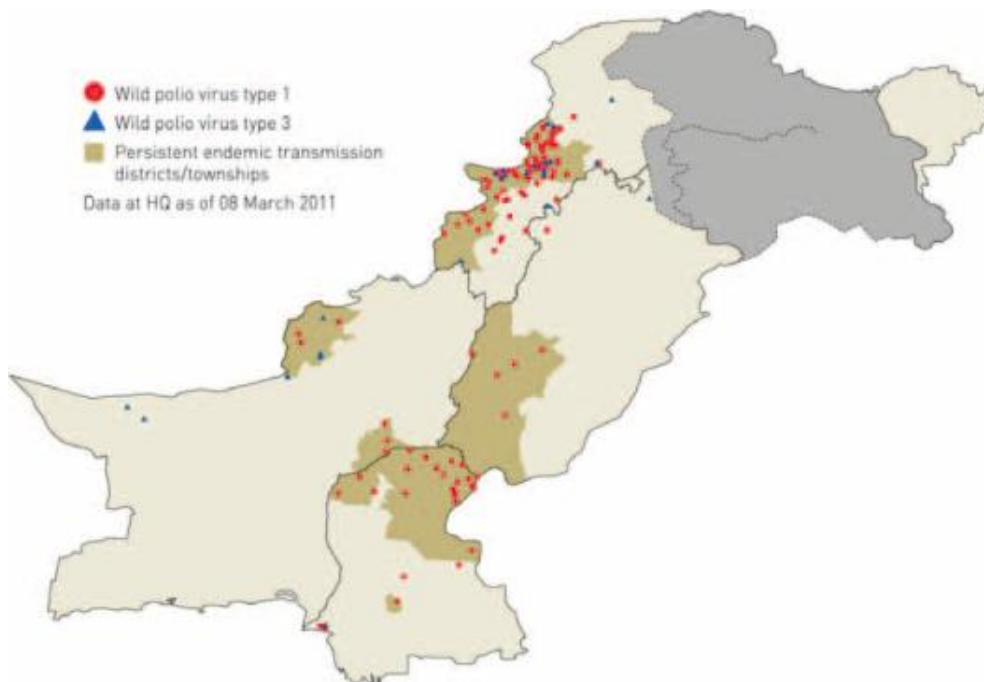 Wild polio virus type 1
Wild polio virus type 3
Persistent endemic transmission
districts/townships
Data at HQ as of 08 March 2011